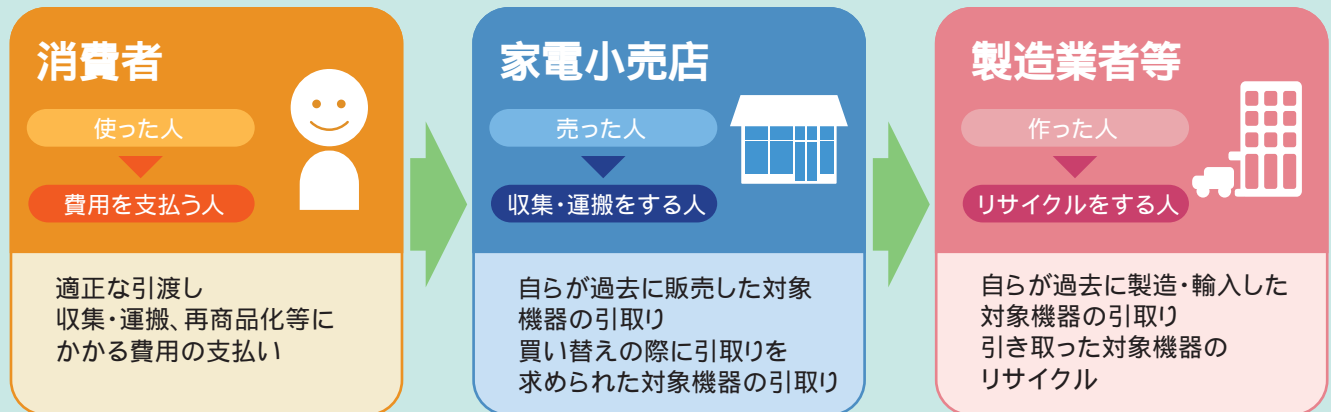 消費者
使った人
費用を支払う人
適正な引渡し
収集・運搬、再商品化等に
かかる費用の支払い
家電小売店
売った人
収集・運搬をする人
自らが過去に販売した対象
機器の引取り
買い替えの際に引取りを
求められた対象機器の引取り
製造業者等
作った人
リサイクルをする人
自らが過去に製造・輸入した
対象機器の引取り
引き取った対象機器の
リサイクル